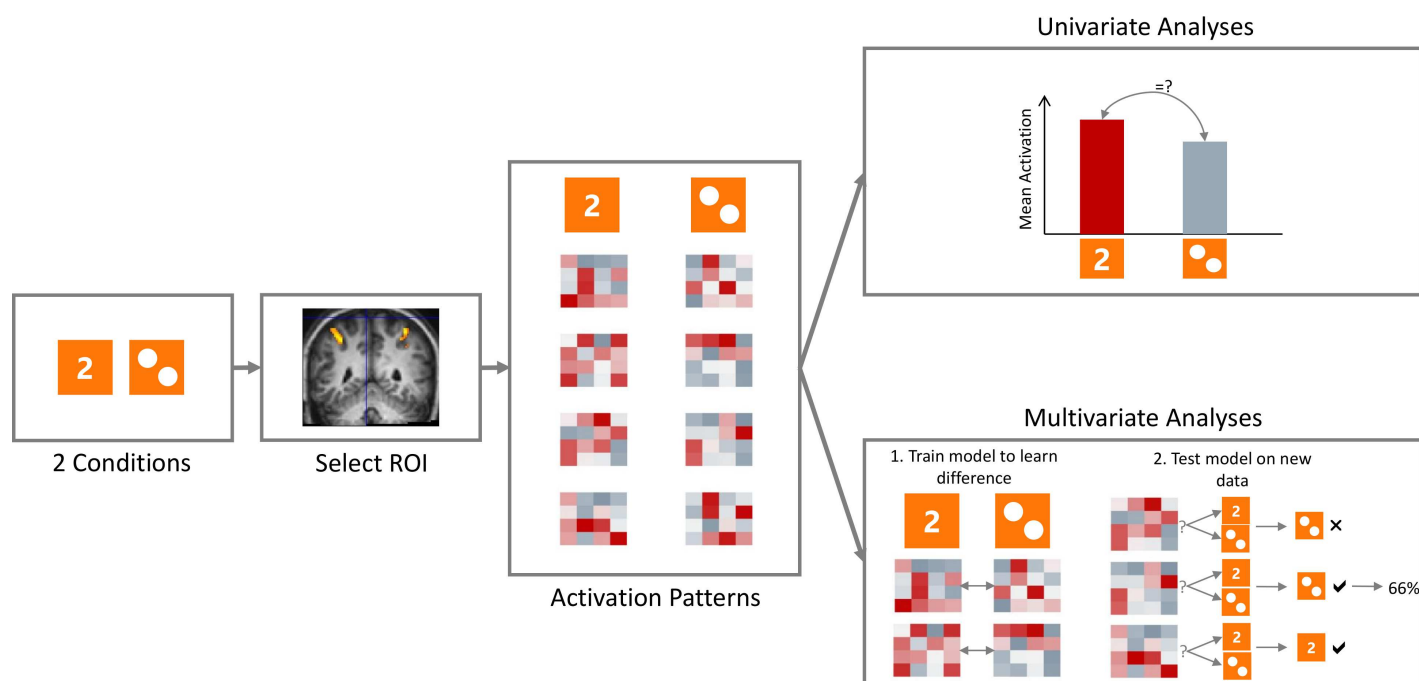 Univariate Analyses
=?
Mean Activation
2
2
2
2 Conditions
Select ROI
Activation Patterns
Multivariate Analyses
1. Train model to learn
difference
2. Test model on new
data
2
?
2
?
2
66%
?
2
2